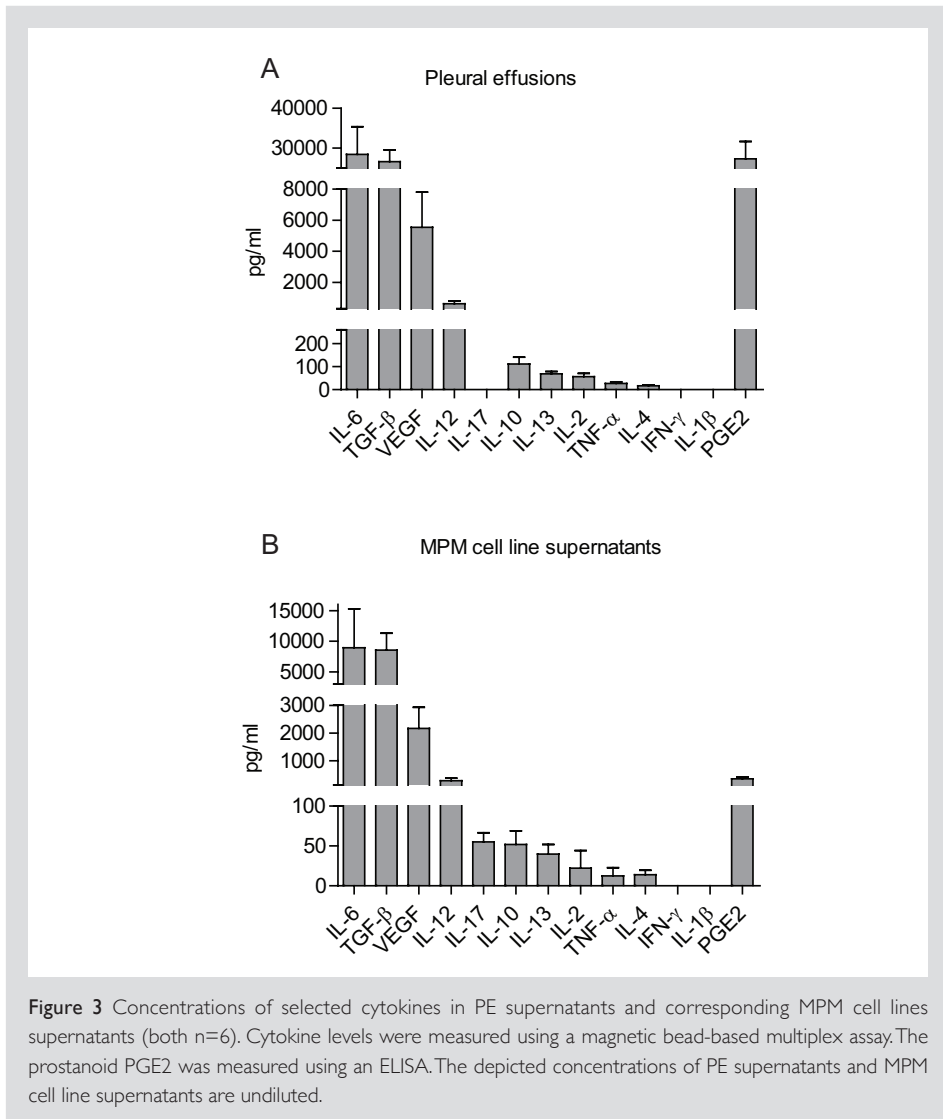 A
Pleural effusions
40000
30000
8000
6000
4000
2000
200
100
0
pg/ml
IL-6
TGF-β
VEGF
IL-12
IL-17
IL-10
IL-13
IL-2
TNF-α
IL-4
IFN-γ
IL-1β
PGE2
B
MPM cell line supernatants
15000
10000
5000
3000
2000
1000
100
50
0
pg/ml
IL-6
TGF-β
VEGF
IL-12
IL-17
IL-10
IL-13
IL-2
TNF-α
IL-4
IFN-γ
IL-1β
PGE2
Figure 3 Concentrations of selected cytokines in PE supernatants and corresponding MPM cell lines
supernatants (both n=6). Cytokine levels were measured using a magnetic bead-based multiplex assay. The
prostanoid PGE2 was measured using an ELISA. The depicted concentrations of PE supernatants and MPM
cell line supernatants are undiluted.